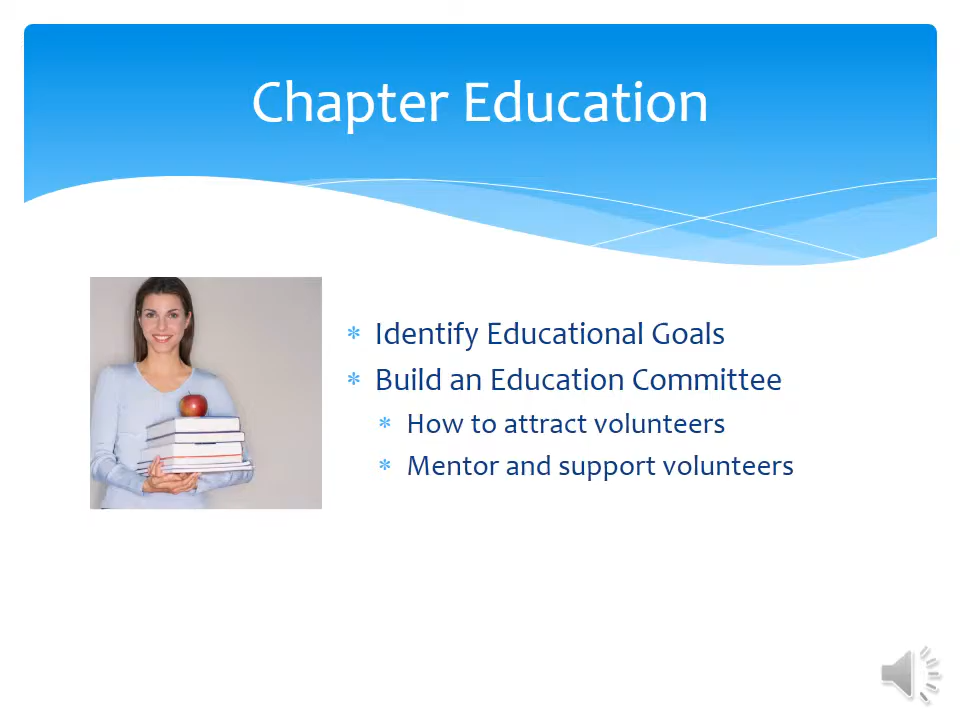 Chapter Education
Identify Educational Goals
Build an Education Committee
How to attract volunteers
Mentor and support volunteers